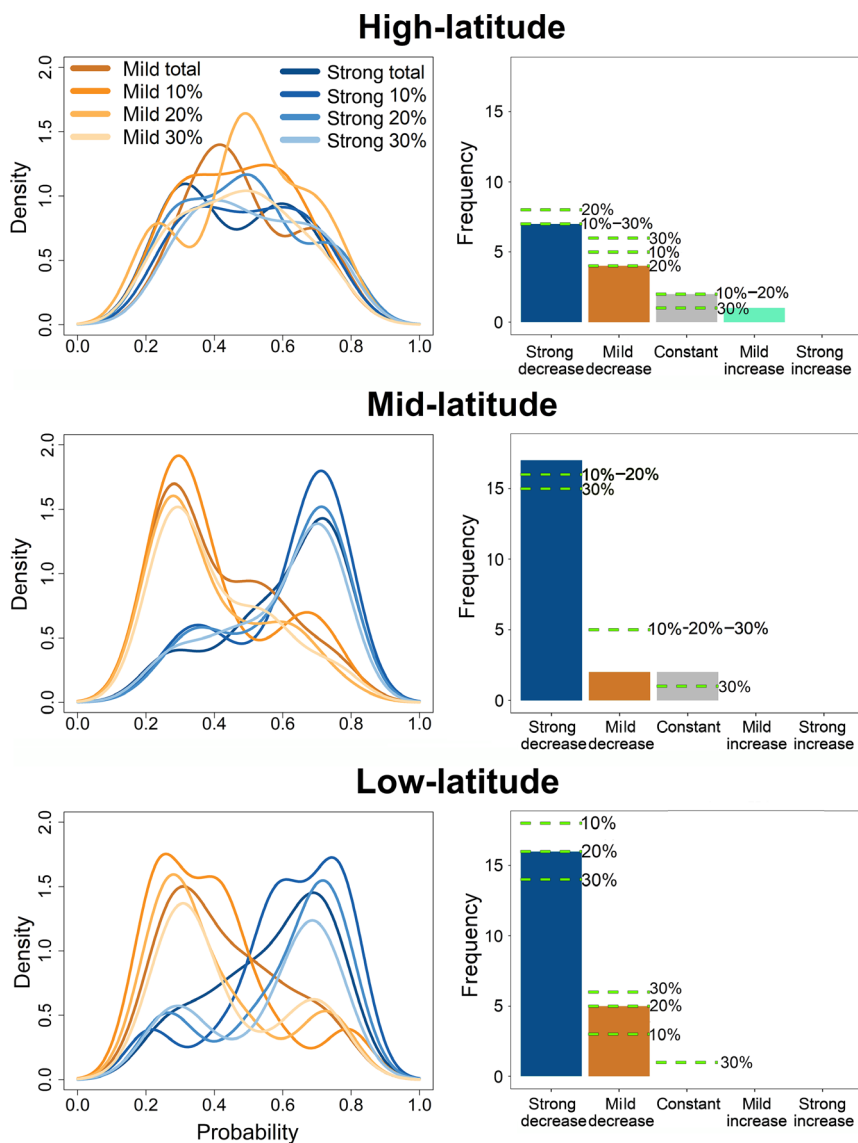 High-latitude
Density
2.0
1.5
1.0
0.5
0.0
Mild total
Mild 10%
Mild 20%
Mild 30%
Strong total
Strong 10%
Strong 20%
Strong 30%
0.0 0.2 0.4 0.6 0.8 1.0
Frequency
15
10
5
0
20%
10%−30%
30%
10%
20%
10%−20%
30%
Strong decrease
Mild decrease
Constant
Mild increase
Strong increase
Mid-latitude
Density
2.0
1.5
1.0
0.5
0.0
0.0 0.2 0.4 0.6 0.8 1.0
Frequency
15
10
5
0
10%−20%
30%
10%-20%−30%
30%
Strong decrease
Mild decrease
Constant
Mild increase
Strong increase
Low-latitude
Density
2.0
1.5
1.0
0.5
0.0
0.0 0.2 0.4 0.6 0.8 1.0
Probability
Frequency
15
10
5
0
10%
20%
30%
30%
20%
10%
30%
Strong decrease
Mild decrease
Constant
Mild increase
Strong increase